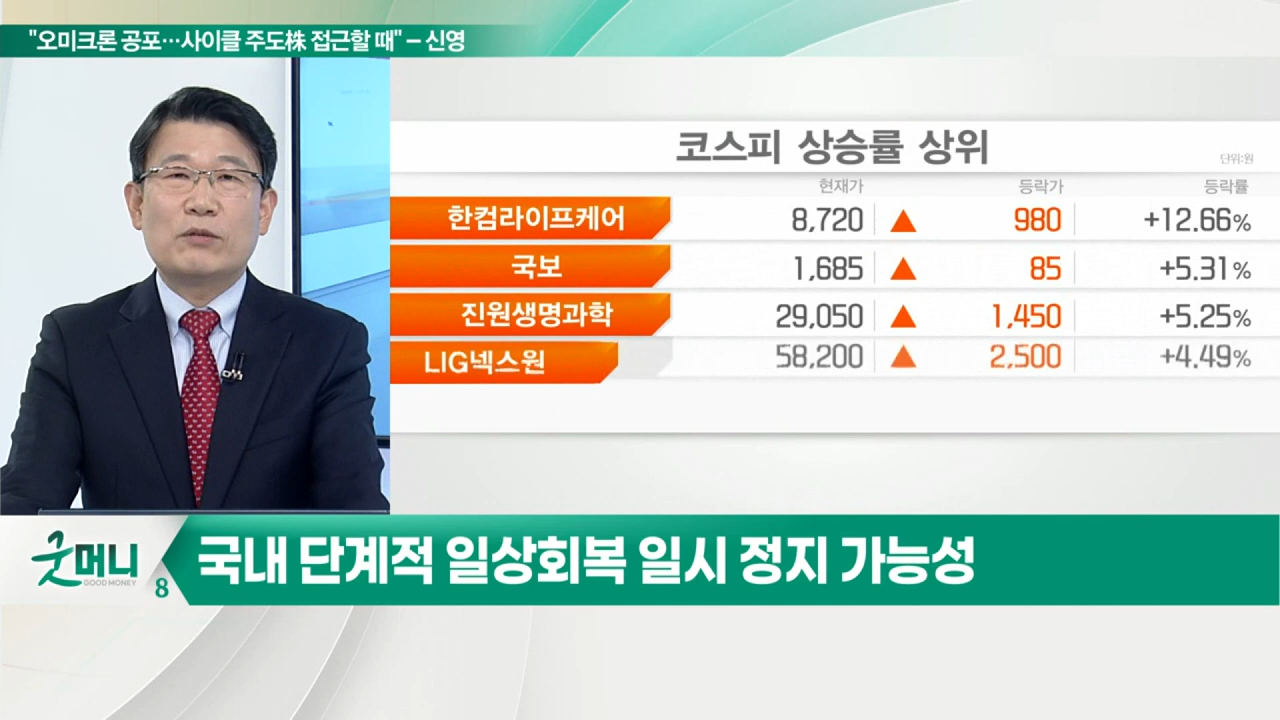 "오미크론 공포…사이클 주도株 접근할 때" – 신영
코스피 상승률 상위
단위:원
현재가 등락가 등락률
한컴라이프케어 8,720 ▲ 980 +12.66%
국보 1,685 ▲ 85 +5.31%
진원생명과학 29,050 ▲ 1,450 +5.25%
LIG넥스원 58,200 ▲ 2,500 +4.49%
굿머니
GOOD MONEY
8
국내 단계적 일상회복 일시 정지 가능성